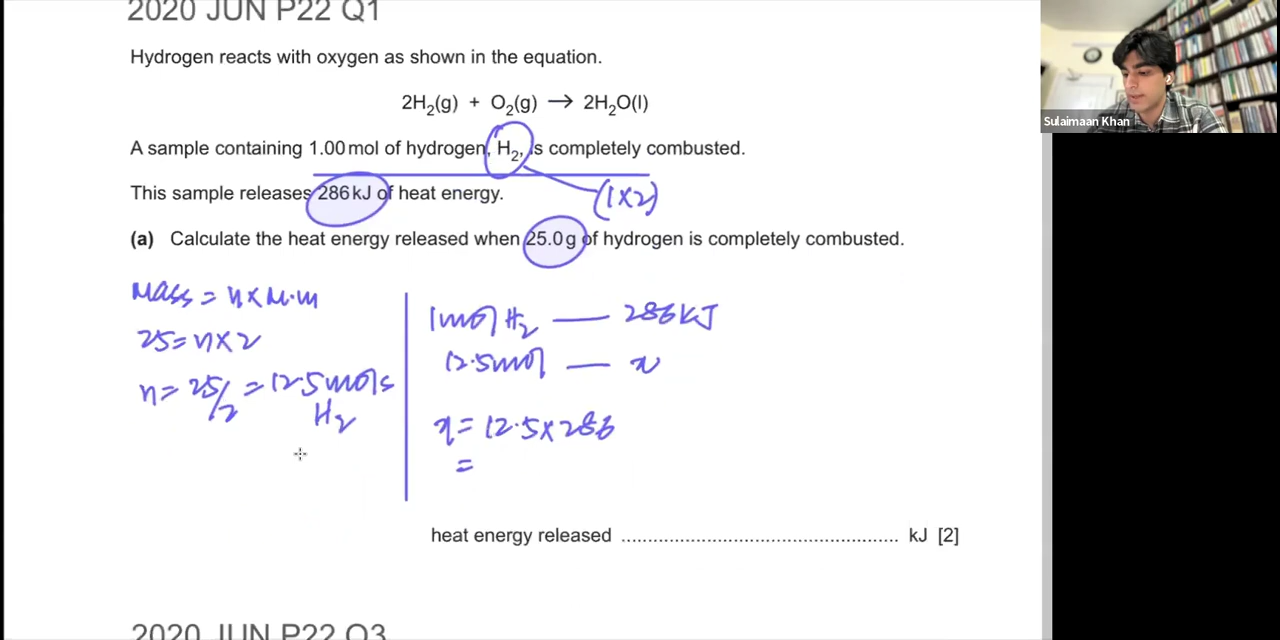 2020 JUN P22 Q1
Hydrogen reacts with oxygen as shown in the equation.
2H₂(g) + O₂(g) → 2H₂O(l)
A sample containing 1.00 mol of hydrogen, H₂, is completely combusted.
This sample releases 286 kJ of heat energy.
(1×2)
(a) Calculate the heat energy released when 25.0 g of hydrogen is completely combusted.
Mass = n × M.m
25 = n × 2
n = 25/2 = 12.5 mols
H₂
1mol H₂ — 286 kJ
12.5mol — x
x = 12.5 × 286
=
heat energy released .................................................... kJ [2]
2020 JUN P22 Q3
Sulaimaan Khan